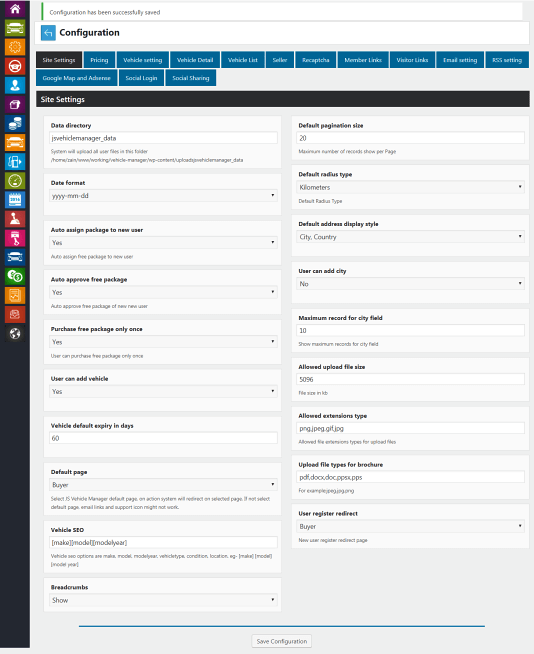 Configuration has been successfully saved
Configuration
Site Settings Pricing Vehicle setting Vehicle Detail Vehicle List Seller Recaptcha Member Links Visitor Links Email setting RSS setting
Google Map and Adsense Social Login Social Sharing
Site Settings
Data directory
jsvehiclemanager_data
System will upload all user files in this folder
/home/zain/www/working/vehicle-manager/wp-content/uploadsjsvehiclemanager_data
Date format
yyyy-mm-dd
Auto assign package to new user
Yes
Auto assign free package to new user
Auto approve free package
Yes
Auto approve free package of new new user
Purchase free package only once
Yes
User can purchase free package only once
User can add vehicle
Yes
Vehicle default expiry in days
60
Default page
Buyer
Select JS Vehicle Manager default page, on action system will redirect on selected page. If not select
default page, email links and support icon might not work.
Vehicle SEO
[make][model][modelyear]
Vehicle seo options are make, model, modelyear, vehicletype, condition, location, eg- [make] [model]
[model year]
Breadcrumbs
Show
Default pagination size
20
Maximum number of records show per Page
Default radius type
Kilometers
Default Radius Type
Default address display style
City, Country
User can add city
No
Maximum record for city field
10
Show maximum records for city field
Allowed upload file size
5096
File size in kb
Allowed extensions type
png,jpeg,gif,jpg
Allowed file extensions types for upload files
Upload file types for brochure
pdf,docx,doc,ppsx,pps
For example:jpeg,jpg,png
User register redirect
Buyer
New user register redirect page
Save Configuration